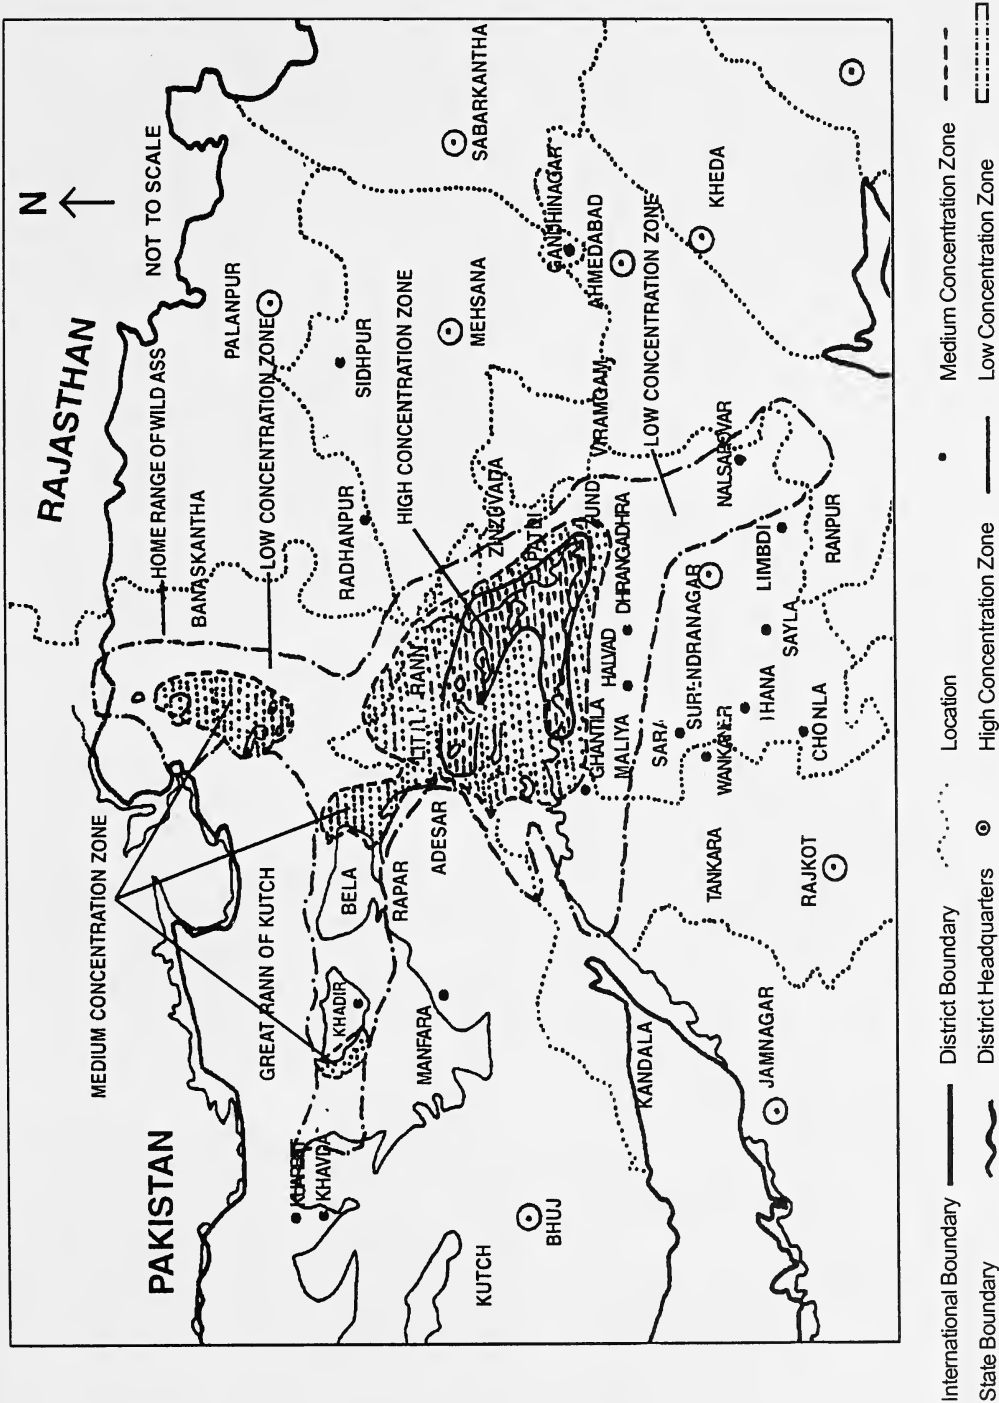 N
NOT TO SCALE
RAJASTHAN
PAKISTAN
HOME RANGE OF WILD ASS
BANASKANTHA
PALANPUR
LOW CONCENTRATION ZONE
SABARKANTHA
MEDIUM CONCENTRATION ZONE
GREAT RANN OF KUTCH
RADHANPUR
SIDHPUR
HIGH CONCENTRATION ZONE
MEHSANA
KHAVDA
KHADIR
BELA
RAPAR
ADESAR
RANN
MANFARA
ZINZUVADA
PATDI
VIRAMGAM
GANDHINAGAR
AHMEDABAD
LOW CONCENTRATION ZONE
KHEDA
KUTCH
BHUJ
KANDALA
GHANTILA
MALIYA
HALVAD
DHRANGADHRA
SURENDRANAGAR
NALSAROVAR
WANKANER
TANKARA
RAJKOT
JAMNAGAR
LIMBDI
SAYLA
CHONLA
RANPUR
International Boundary
District Boundary
Location
Medium Concentration Zone
State Boundary
District Headquarters
High Concentration Zone
Low Concentration Zone